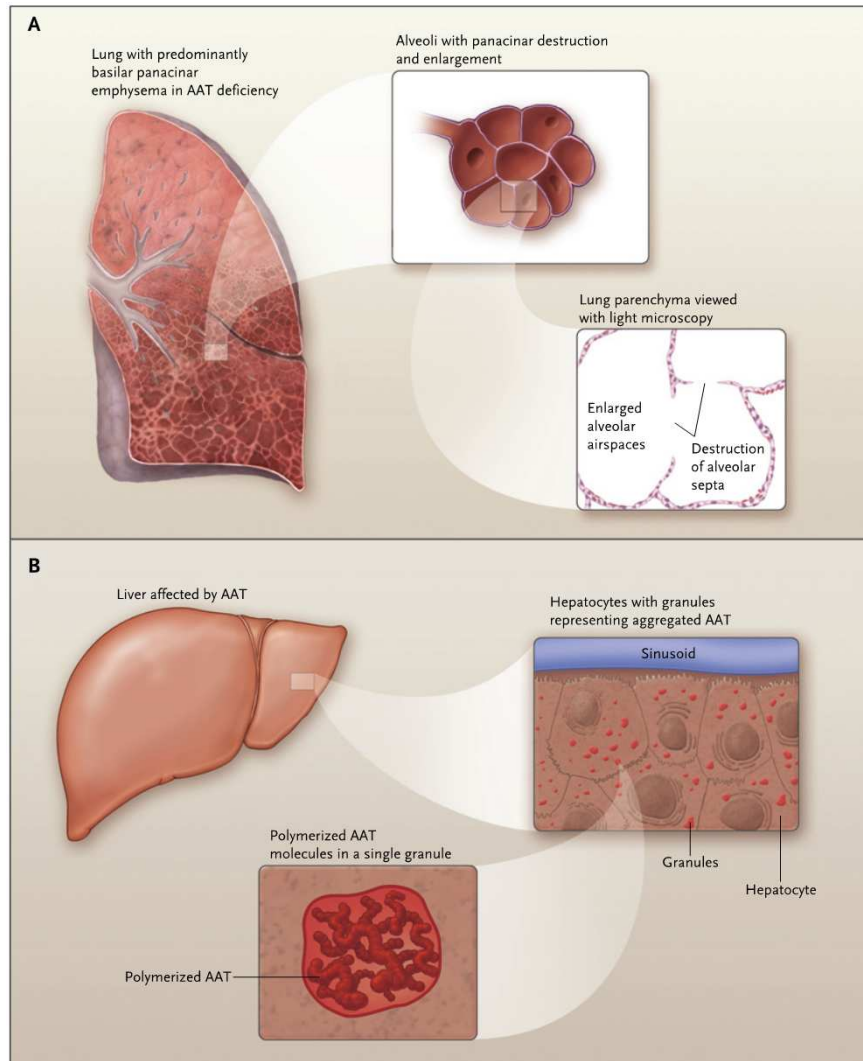 A
Lung with predominantly
basilar panacinar
emphysema in AAT deficiency
Alveoli with panacinar destruction
and enlargement
Lung parenchyma viewed
with light microscopy
Enlarged
alveolar
airspaces
Destruction
of alveolar
septa
B
Liver affected by AAT
Hepatocytes with granules
representing aggregated AAT
Sinusoid
Polymerized AAT
molecules in a single granule
Granules
Hepatocyte
Polymerized AAT